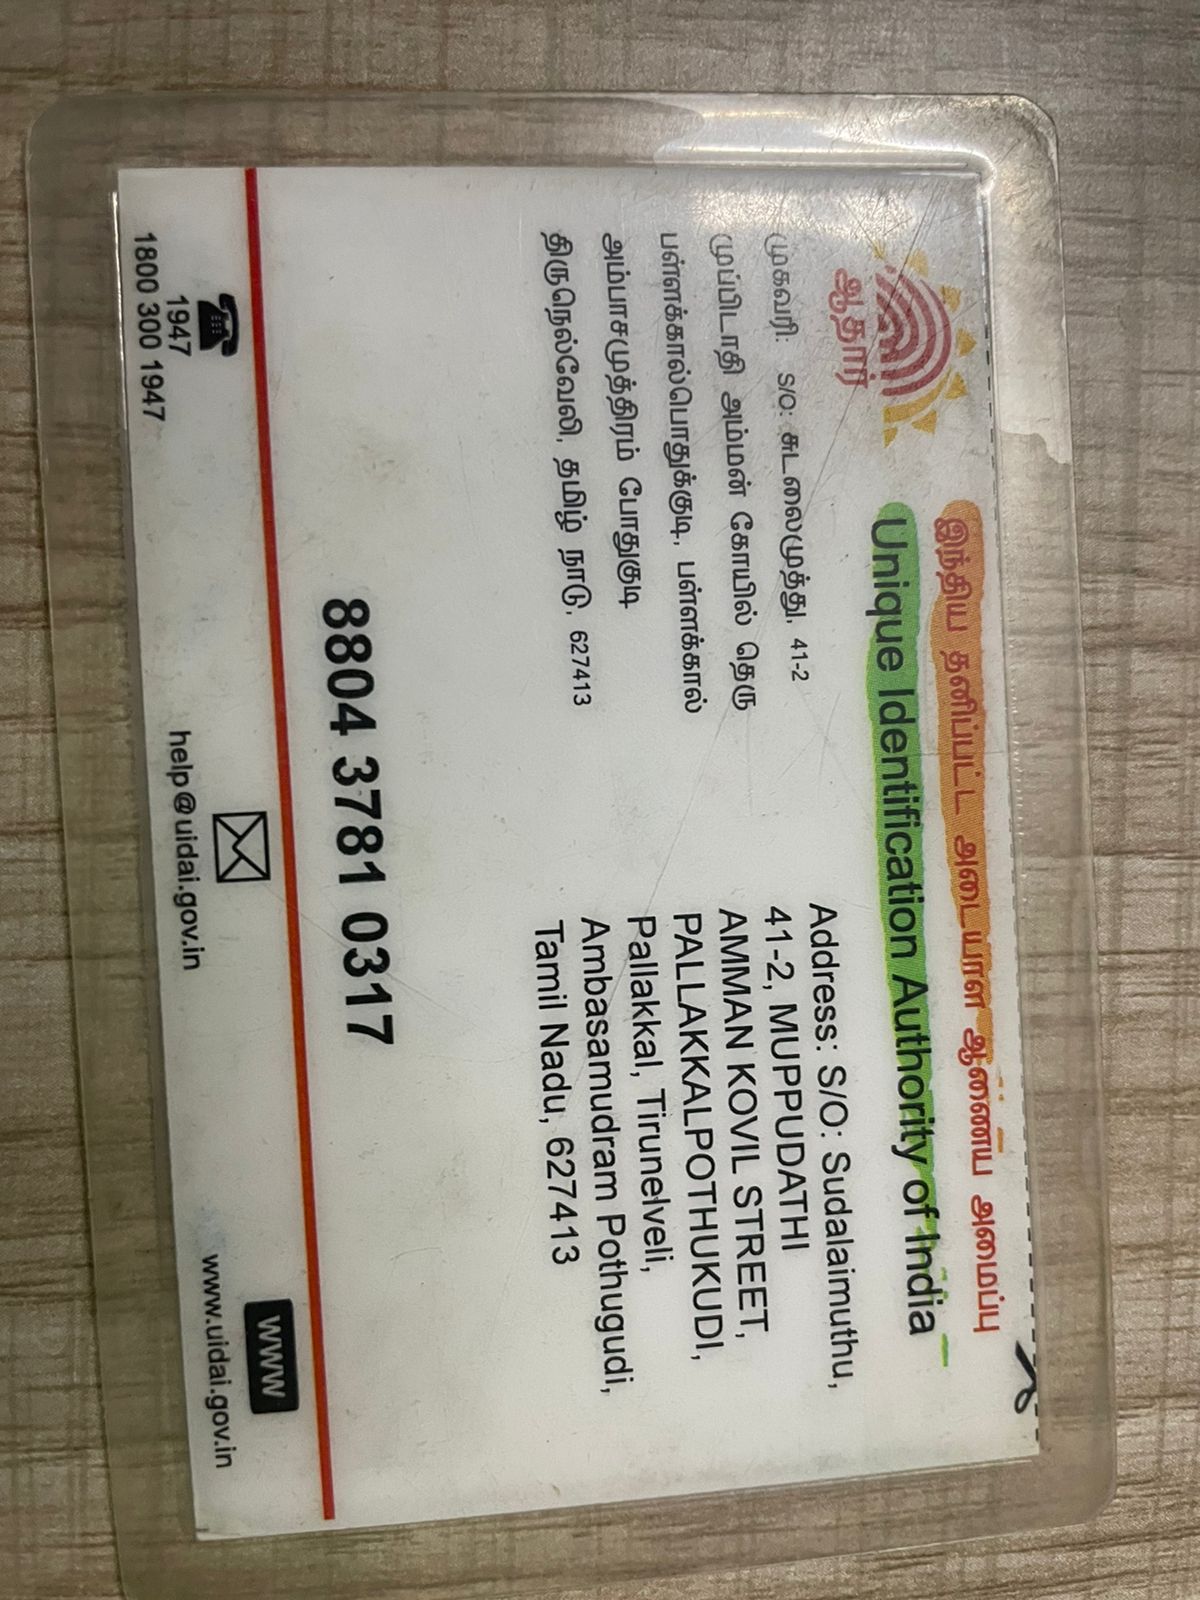 இந்திய தனிப்பட்ட அடையாள ஆணைய அமைப்பு
Unique Identification Authority of India
ஆதார்
முகவரி: S/O: சுடலைமுத்து, 41-2
முப்பிடாதி அம்மன் கோயில் தெரு
பள்ளக்கால்பொதுக்குடி, பள்ளக்கால்
அம்பாசமுத்திரம் போதுகுடி
திருநெல்வேலி, தமிழ் நாடு, 627413
Address: S/O: Sudalaimuthu,
41-2, MUPPUDATHI
AMMAN KOVIL STREET,
PALLAKKALPOTHUKUDI,
Pallakkal, Tirunelveli,
Ambasamudram Pothugudi,
Tamil Nadu, 627413
8804 3781 0317
1947
1800 300 1947
help@uidai.gov.in
WWW
www.uidai.gov.in